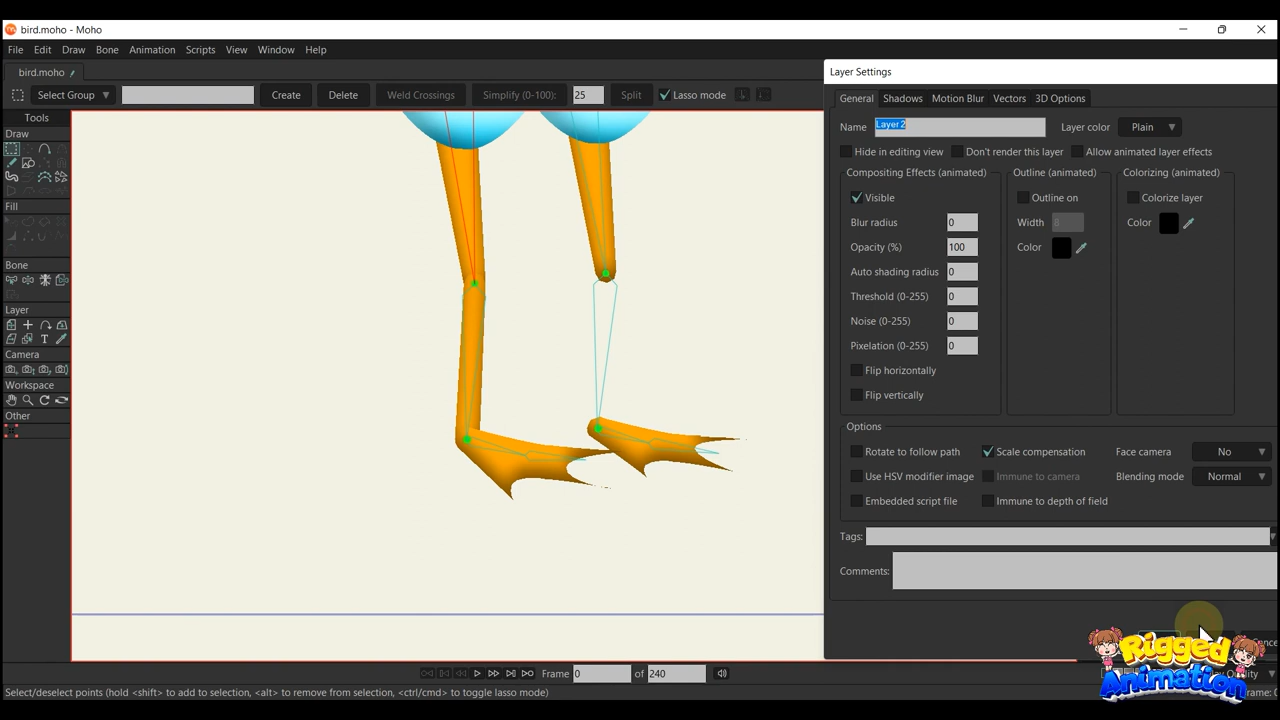 bird.moho - Moho
File Edit Draw Bone Animation Scripts View Window Help
bird.moho
Select Group Create Delete Weld Crossings Simplify (0-100): 25 Split Lasso mode
Tools
Draw
Fill
Bone
Layer
Camera
Workspace
Other
Layer Settings
General Shadows Motion Blur Vectors 3D Options
Name Layer 2 Layer color Plain
Hide in editing view Don't render this layer Allow animated layer effects
Compositing Effects (animated) Outline (animated) Colorizing (animated)
Visible Outline on Colorize layer
Blur radius 0 Width 8 Color
Opacity (%) 100 Color
Auto shading radius 0
Threshold (0-255) 0
Noise (0-255) 0
Pixelation (0-255) 0
Flip horizontally
Flip vertically
Options
Rotate to follow path Scale compensation Face camera No
Use HSV modifier image Immune to camera Blending mode Normal
Embedded script file Immune to depth of field
Tags:
Comments:
Rigged
Animation
Frame 0 of 240
Select/deselect points (hold <shift> to add to selection, <alt> to remove from selection, <ctrl/cmd> to toggle lasso mode)